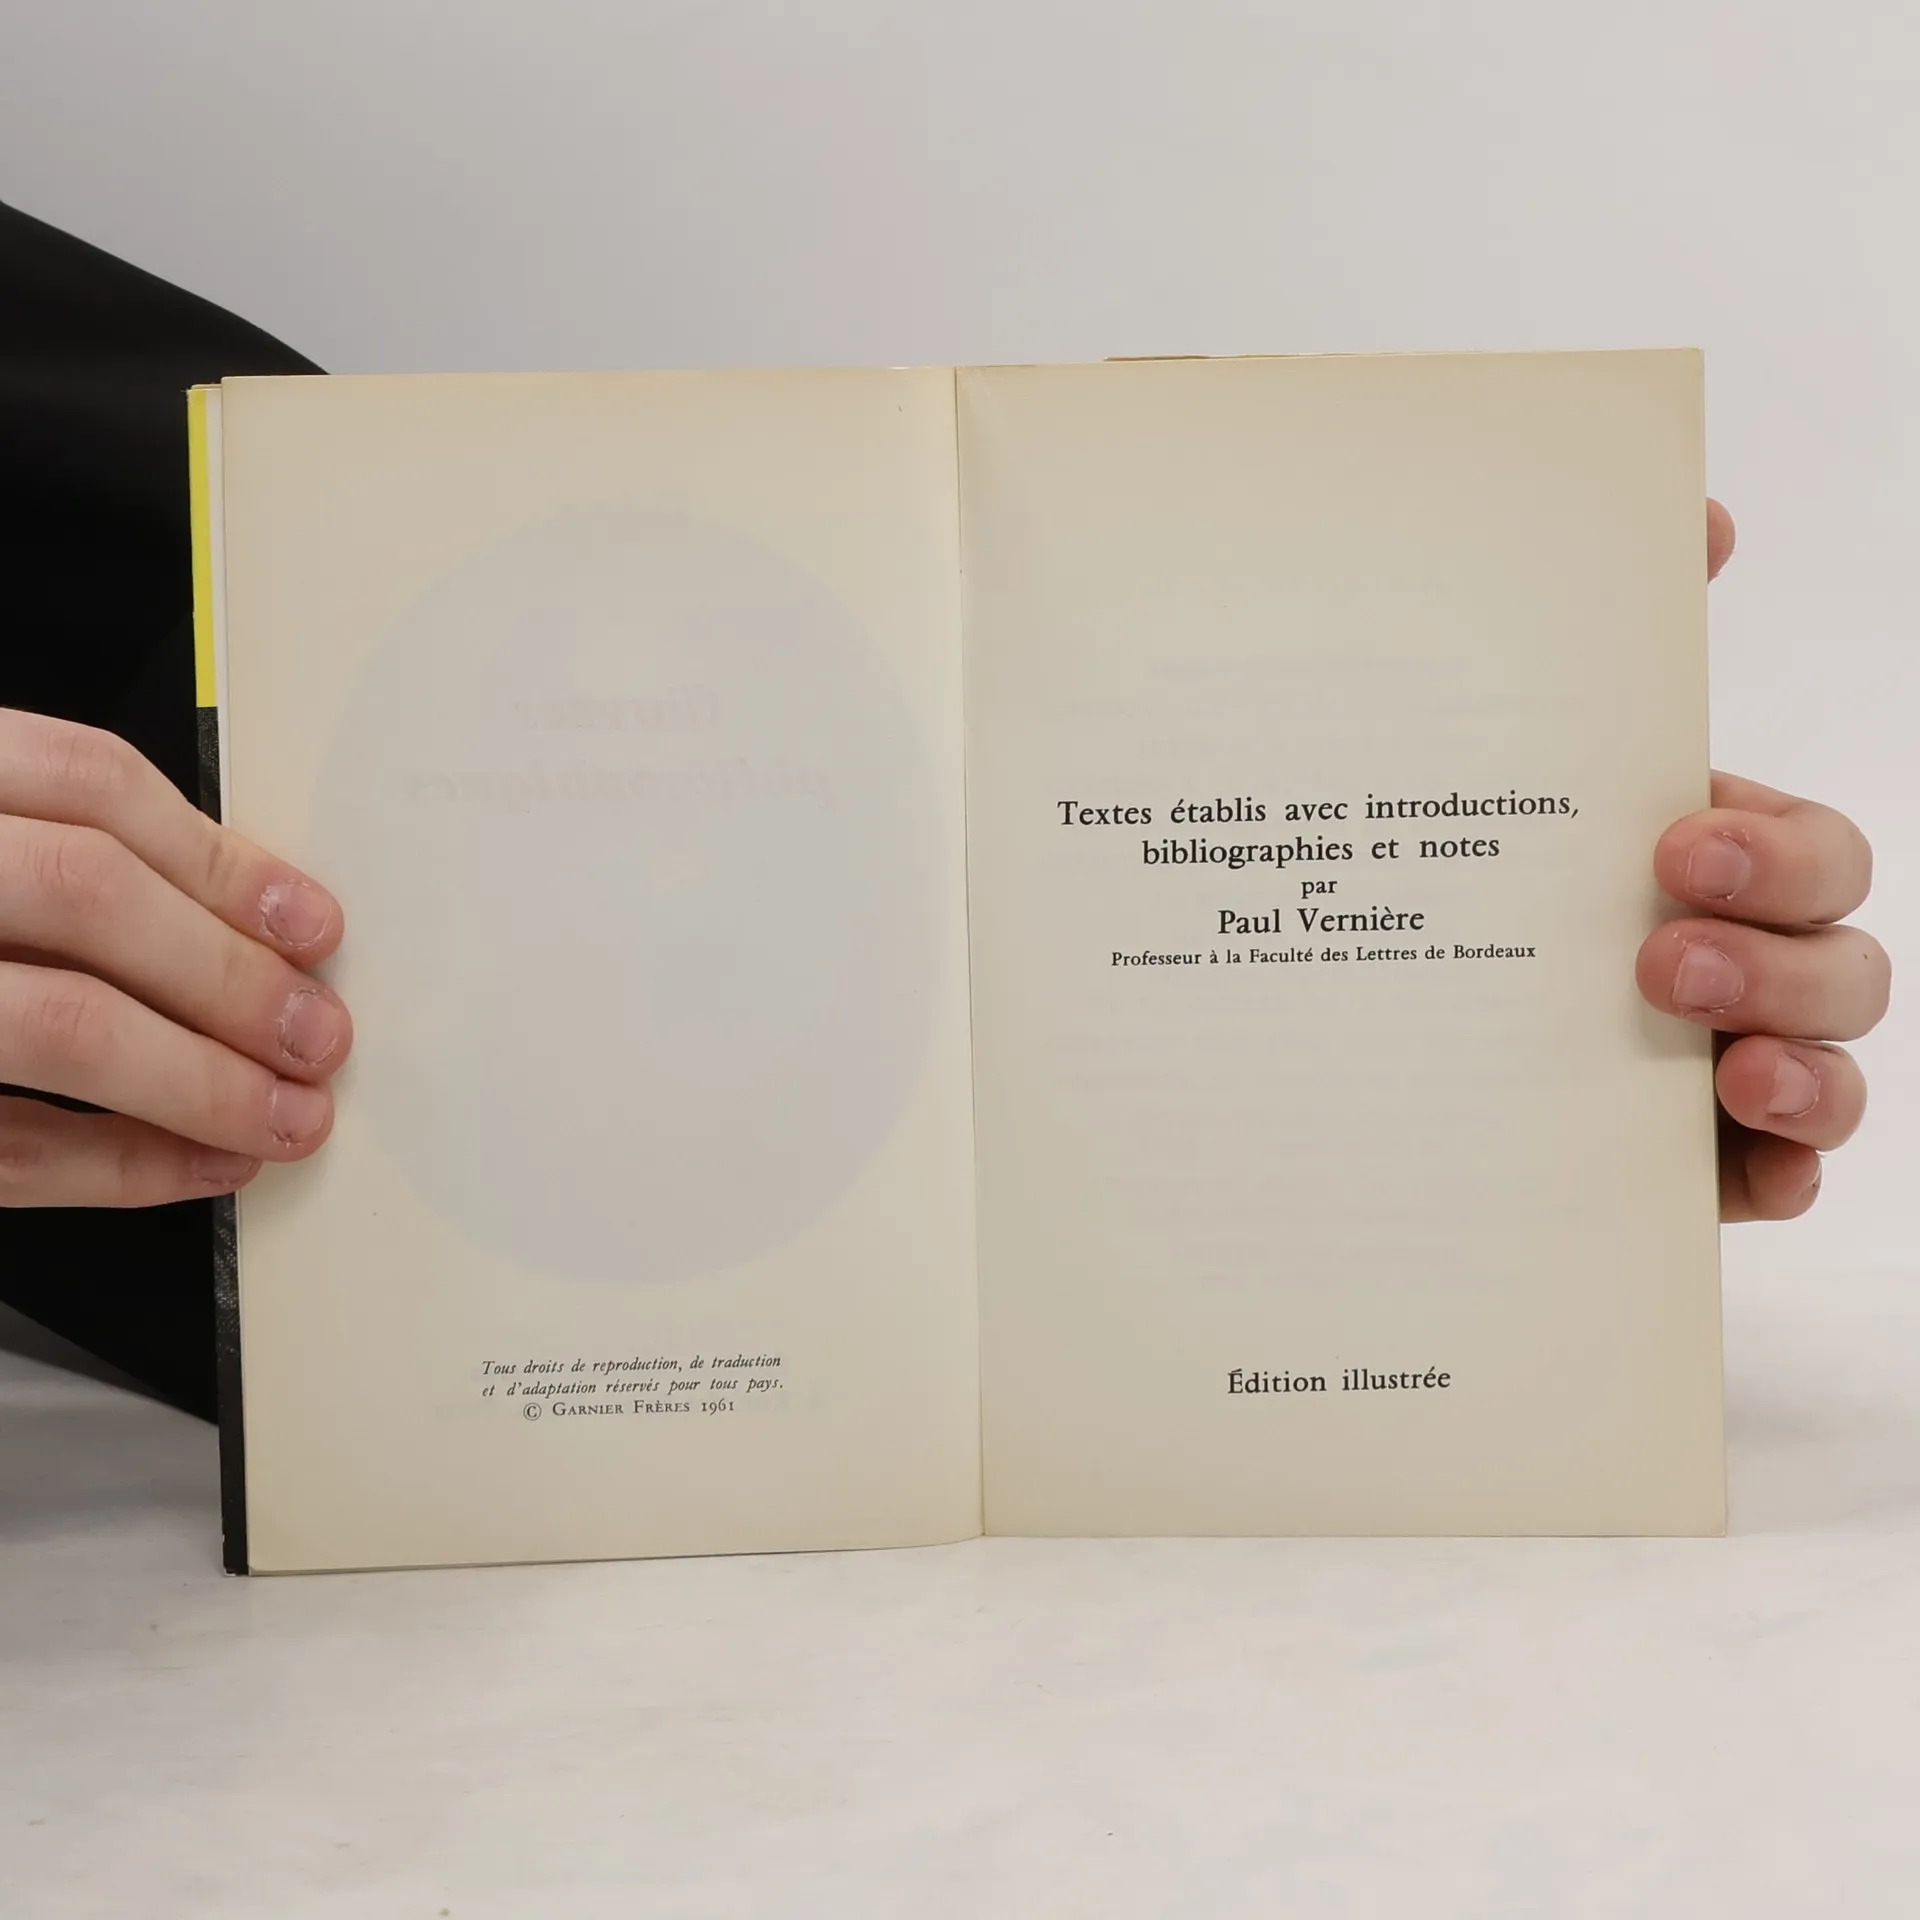 Tous droits de reproduction, de traduction
et d'adaptation réservés pour tous pays.
© GARNIER FRÈRES 1961
Textes établis avec introductions,
bibliographies et notes
par
Paul Vernière
Professeur à la Faculté des Lettres de Bordeaux
Édition illustrée